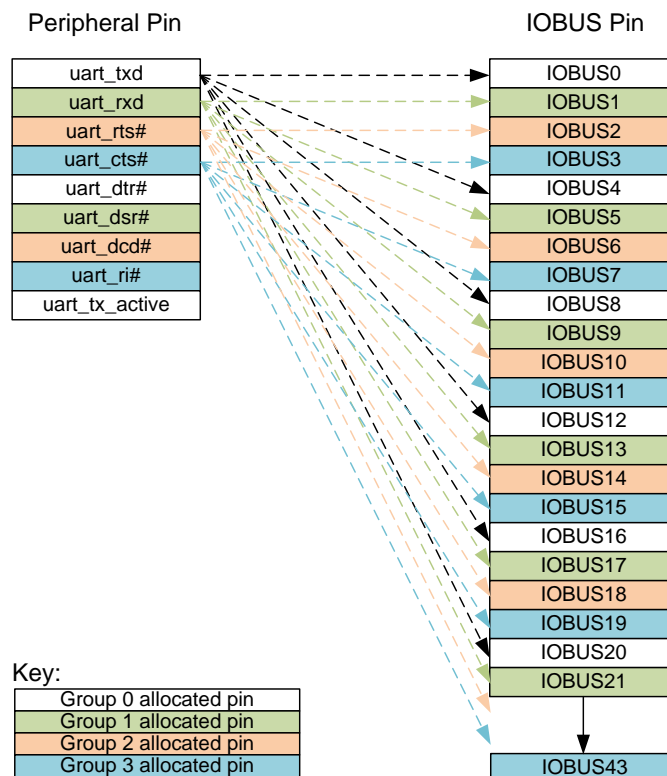 Peripheral Pin
uart_txd
uart_rxd
uart_rts#
uart_cts#
uart_dtr#
uart_dsr#
uart_dcd#
uart_ri#
uart_tx_active
IOBUS Pin
IOBUS0
IOBUS1
IOBUS2
IOBUS3
IOBUS4
IOBUS5
IOBUS6
IOBUS7
IOBUS8
IOBUS9
IOBUS10
IOBUS11
IOBUS12
IOBUS13
IOBUS14
IOBUS15
IOBUS16
IOBUS17
IOBUS18
IOBUS19
IOBUS20
IOBUS21
IOBUS43
Key:
Group 0 allocated pin
Group 1 allocated pin
Group 2 allocated pin
Group 3 allocated pin